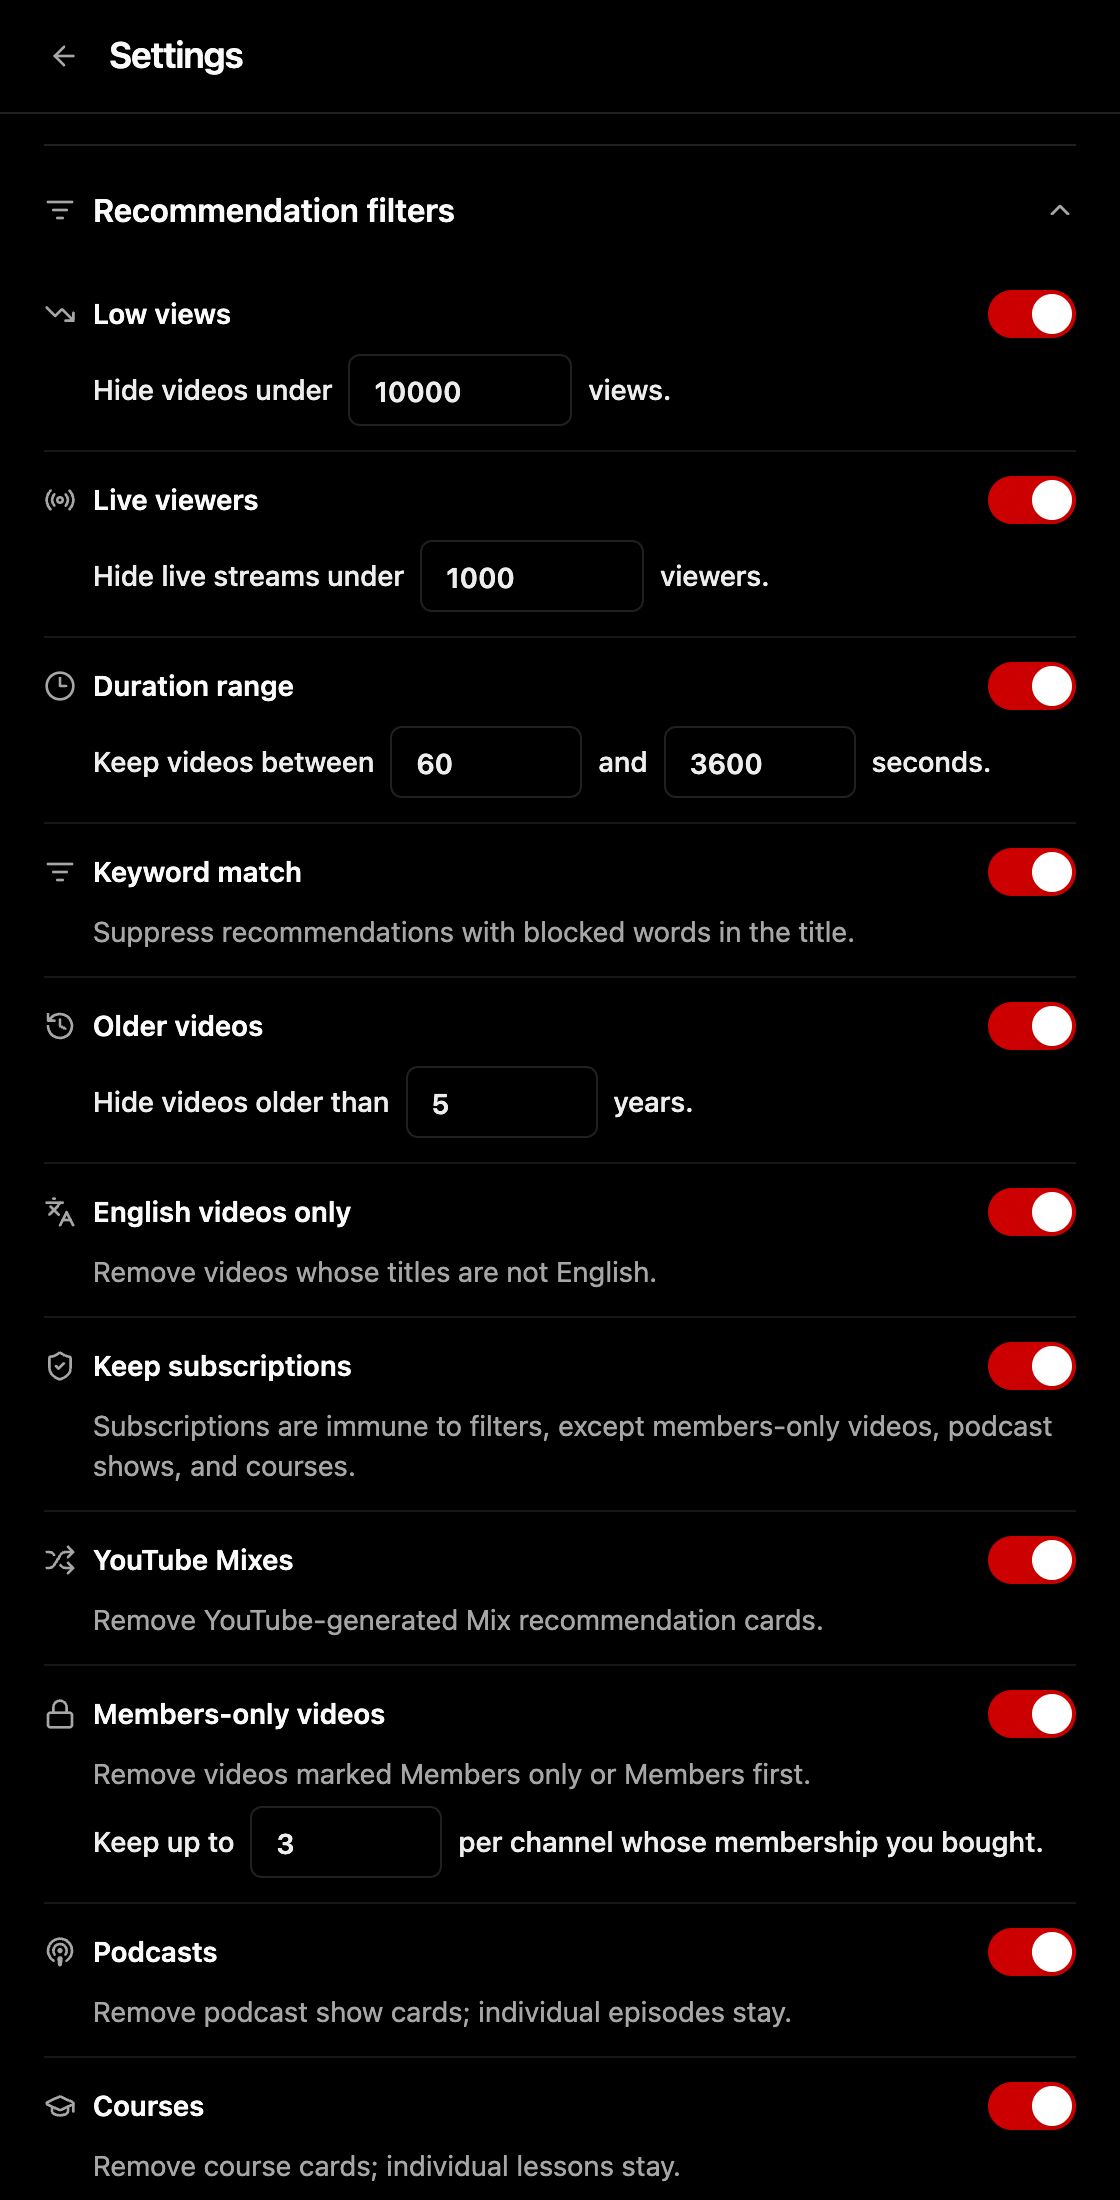 Settings
Recommendation filters
Low views
Hide videos under 10000 views.
Live viewers
Hide live streams under 1000 viewers.
Duration range
Keep videos between 60 and 3600 seconds.
Keyword match
Suppress recommendations with blocked words in the title.
Older videos
Hide videos older than 5 years.
English videos only
Remove videos whose titles are not English.
Keep subscriptions
Subscriptions are immune to filters, except members-only videos, podcast
shows, and courses.
YouTube Mixes
Remove YouTube-generated Mix recommendation cards.
Members-only videos
Remove videos marked Members only or Members first.
Keep up to 3 per channel whose membership you bought.
Podcasts
Remove podcast show cards; individual episodes stay.
Courses
Remove course cards; individual lessons stay.